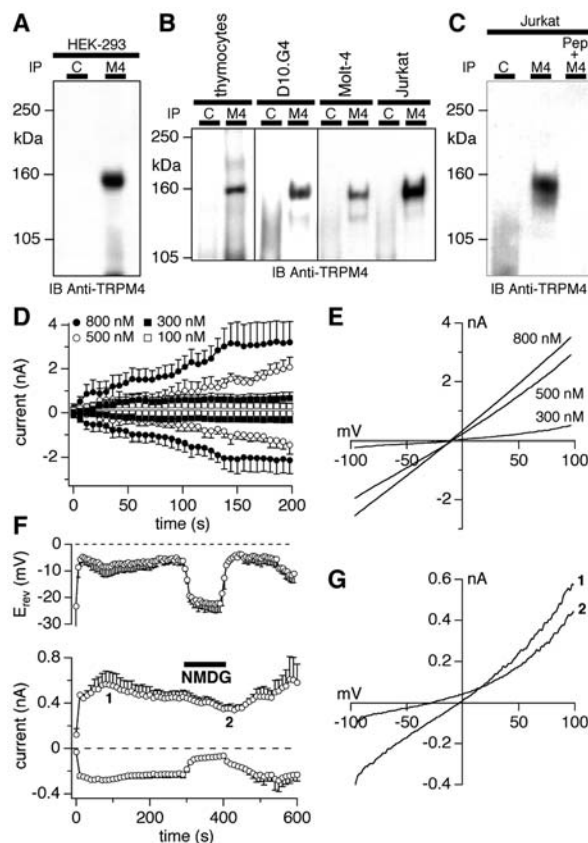 A
HEK-293
IP C M4
250
kDa
160
105
IB Anti-TRPM4
B
thymocytes D10.G4 Molt-4 Jurkat
IP C M4 C M4 C M4 C M4
250
kDa
160
105
IB Anti-TRPM4
C
Jurkat
Pep
+
IP C M4 M4
250
kDa
160
105
IB Anti-TRPM4
D
800 nM 300 nM
500 nM 100 nM
4
2
0
-2
current (nA)
0 50 100 150 200
time (s)
E
nA
4
800 nM
2
500 nM
300 nM
mV
-100 -50 50 100
-2
F
0
-10
-20
-30
Erev (mV)
0.8
0.4
0
-0.4
current (nA)
NMDG
1
2
0 200 400 600
time (s)
G
nA
0.6
1
2
0.4
0.2
mV
-100 -50 50 100
-0.2
-0.4